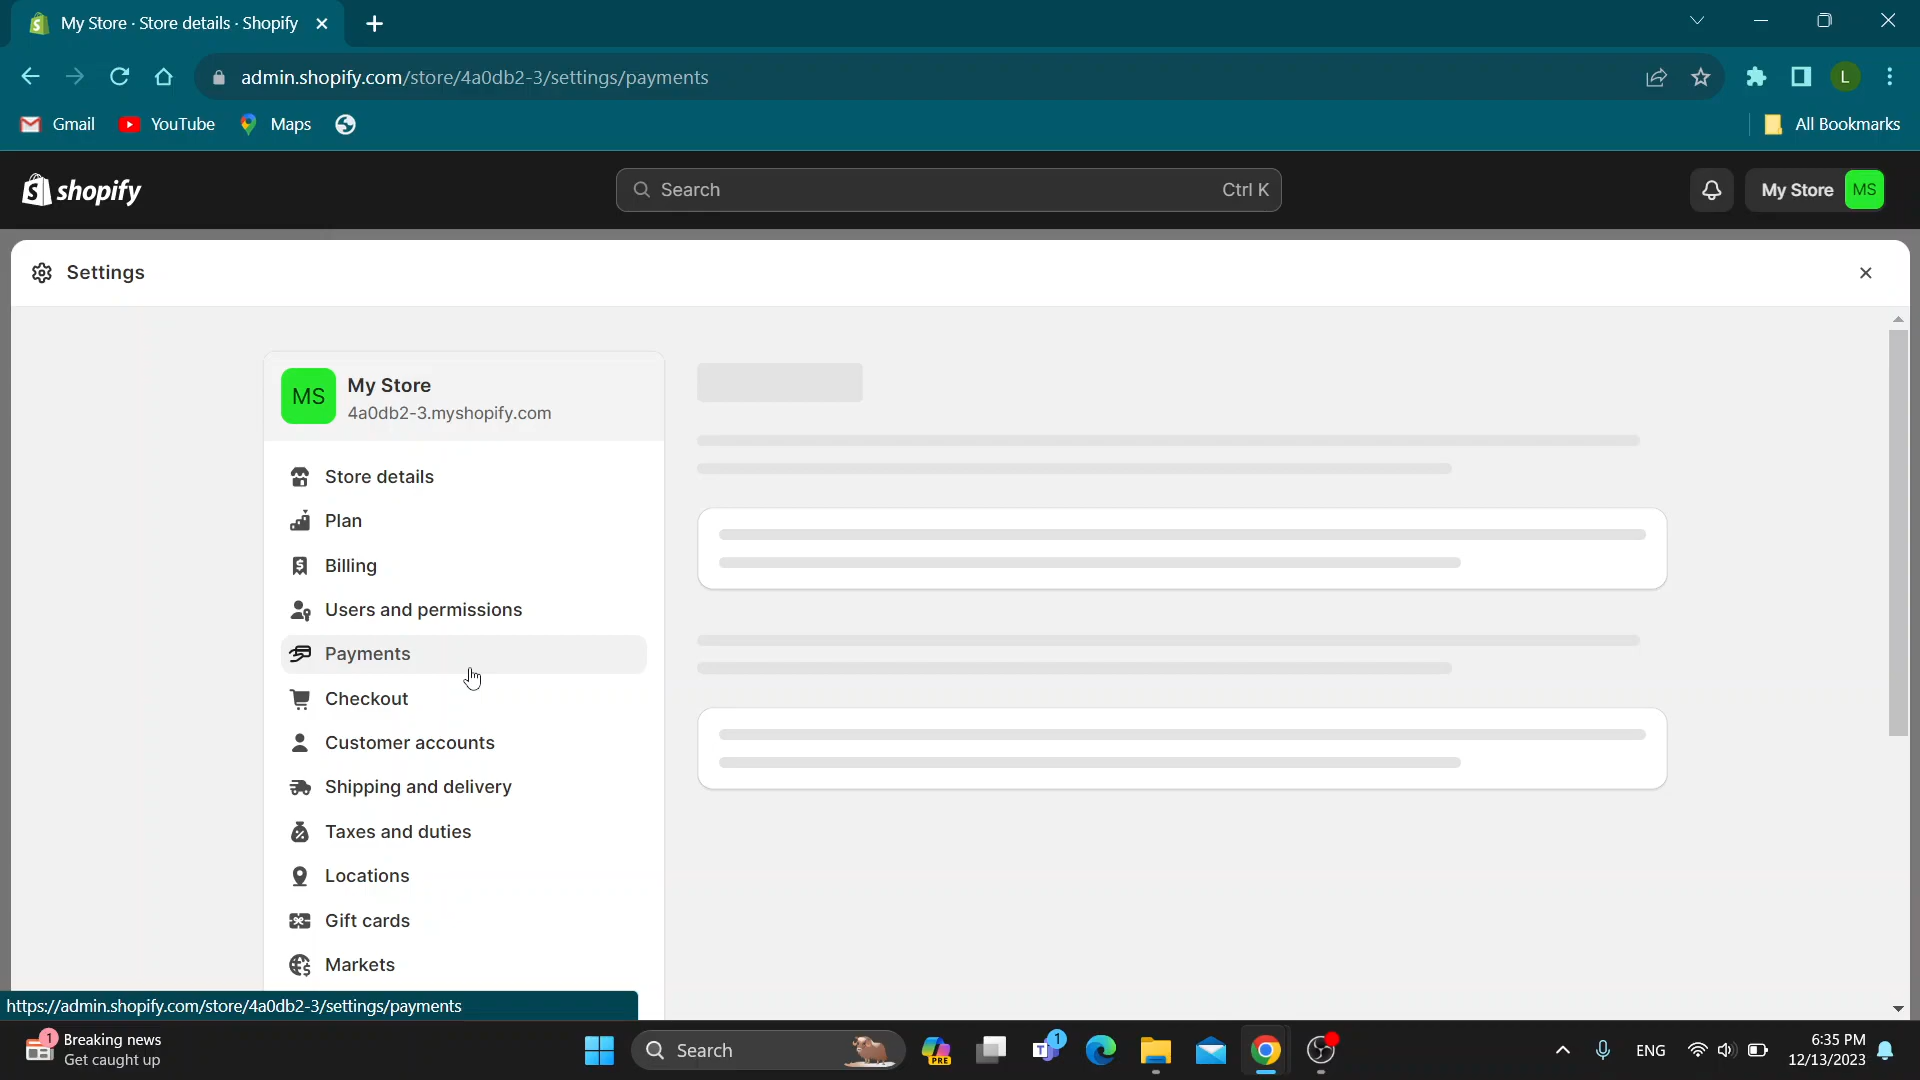 My Store · Store details · Shopify
admin.shopify.com/store/4a0db2-3/settings/payments
L
Gmail
YouTube
Maps
All Bookmarks
shopify
Search
Ctrl K
My Store
MS
Settings
MS
My Store
4a0db2-3.myshopify.com
Store details
Plan
Billing
Users and permissions
Payments
Checkout
Customer accounts
Shipping and delivery
Taxes and duties
Locations
Gift cards
Markets
https://admin.shopify.com/store/4a0db2-3/settings/payments
1
Breaking news
Get caught up
Search
PRE
1
ENG
6:35 PM
12/13/2023